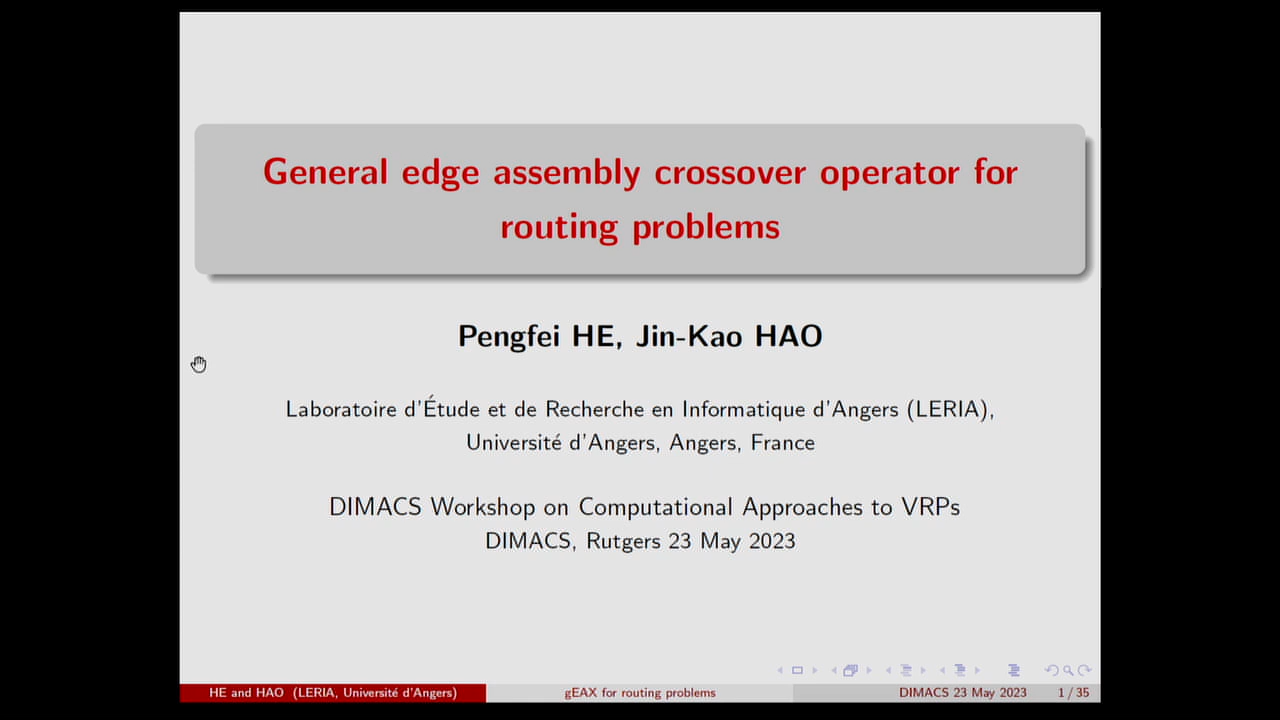 General edge assembly crossover operator for
routing problems
Pengfei HE, Jin-Kao HAO
Laboratoire d'Étude et de Recherche en Informatique d'Angers (LERIA),
Université d'Angers, Angers, France
DIMACS Workshop on Computational Approaches to VRPs
DIMACS, Rutgers 23 May 2023
HE and HAO (LERIA, Université d'Angers) gEAX for routing problems DIMACS 23 May 2023 1 / 35